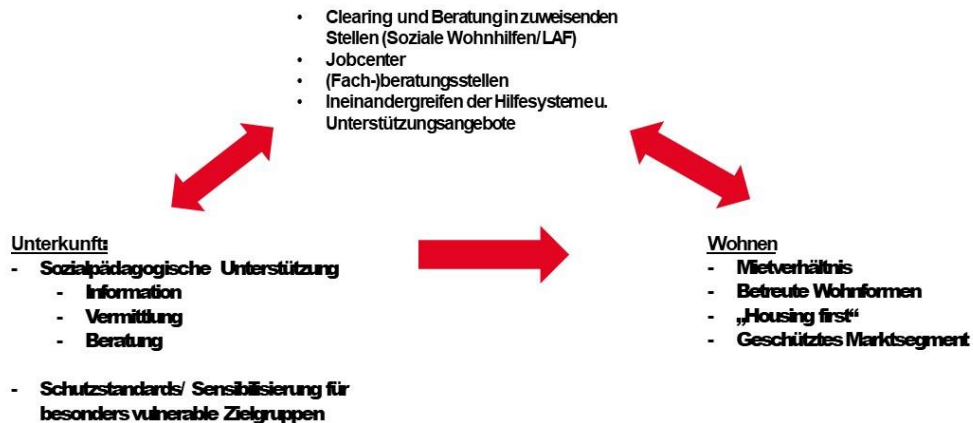 • Clearing und Beratung in zuweisenden
Stellen (Soziale Wohnhilfen/ LAF)
• Jobcenter
• (Fach-)beratungsstellen
• Ineinandergreifen der Hilfesysteme u.
Unterstützungsangebote
Unterkunft:
- Sozialpädagogische Unterstützung
- Information
- Vermittlung
- Beratung
- Schutzstandards/ Sensibilisierung für
besonders vulnerable Zielgruppen
Wohnen
- Mietverhältnis
- Betreute Wohnformen
- „Housing first“
- Geschütztes Marktsegment